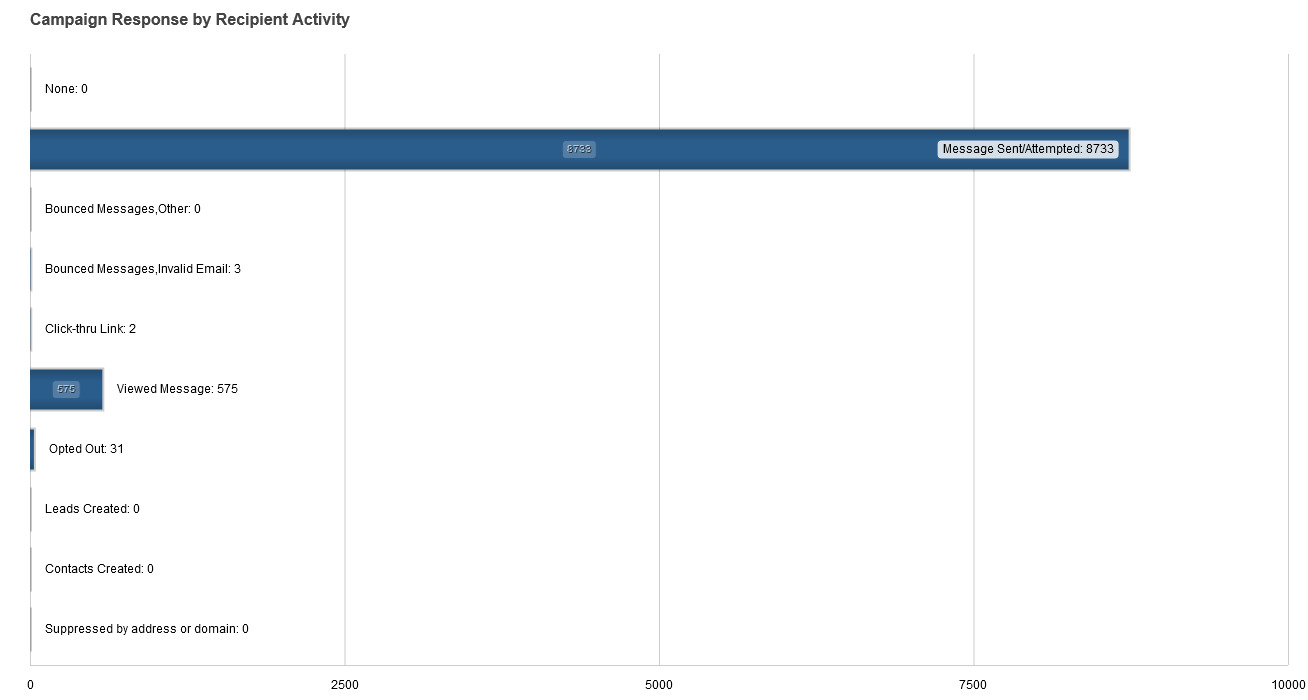 Campaign Response by Recipient Activity
None: 0
8733 Message Sent/Attempted: 8733
Bounced Messages,Other: 0
Bounced Messages,Invalid Email: 3
Click-thru Link: 2
575 Viewed Message: 575
Opted Out: 31
Leads Created: 0
Contacts Created: 0
Suppressed by address or domain: 0
0 2500 5000 7500 10000